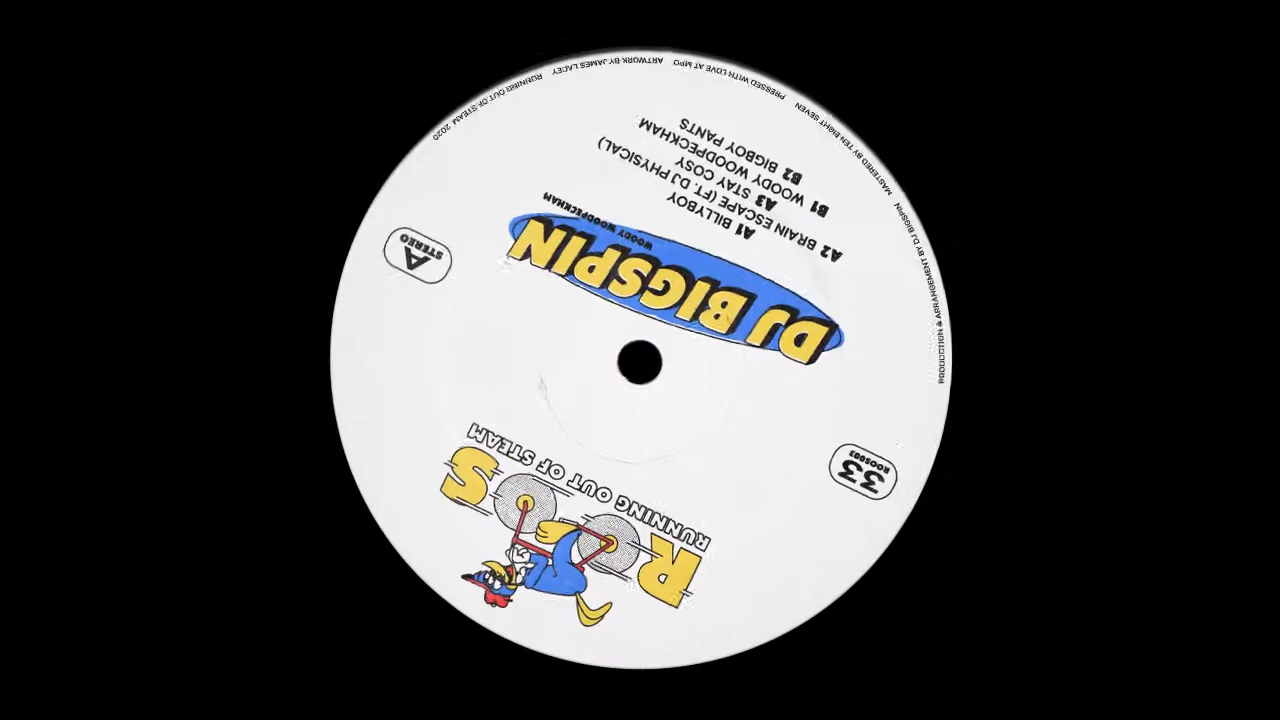 ROOS
RUNNING OUT OF STEAM
33
ROOS002
A
STEREO
DJ BIGSPIN
WOODY WOODPECKHAM
A1 BILLYBOY
A2 BRAIN ESCAPE (FT. DJ PHYSICAL)
A3 STAY COSY
B1 WOODY WOODPECKHAM
B2 BIGBOY PANTS
PRODUCTION & ARRANGEMENT BY DJ BIGSPIN MASTERED BY TEN EIGHT SEVEN PRESSED WITH LOVE AT MPO ARTWORK BY JAMES LACEY RUNNING OUT OF STEAM 2020